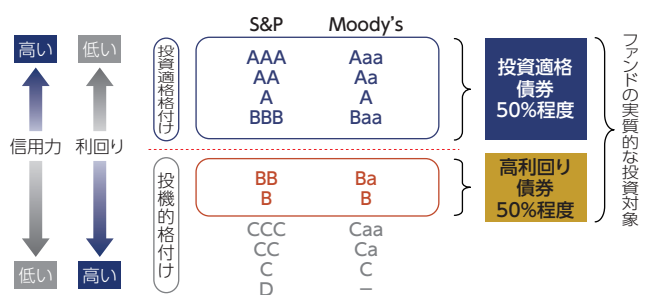 S&P Moody's
高い 低い
信用力 利回り
低い 高い
投資適格格付け
AAA Aaa
AA Aa
A A
BBB Baa
投資適格
債券
50%程度
投機的格付け
BB Ba
B B
高利回り
債券
50%程度
CCC Caa
CC Ca
C C
D –
ファンドの実質的な投資対象